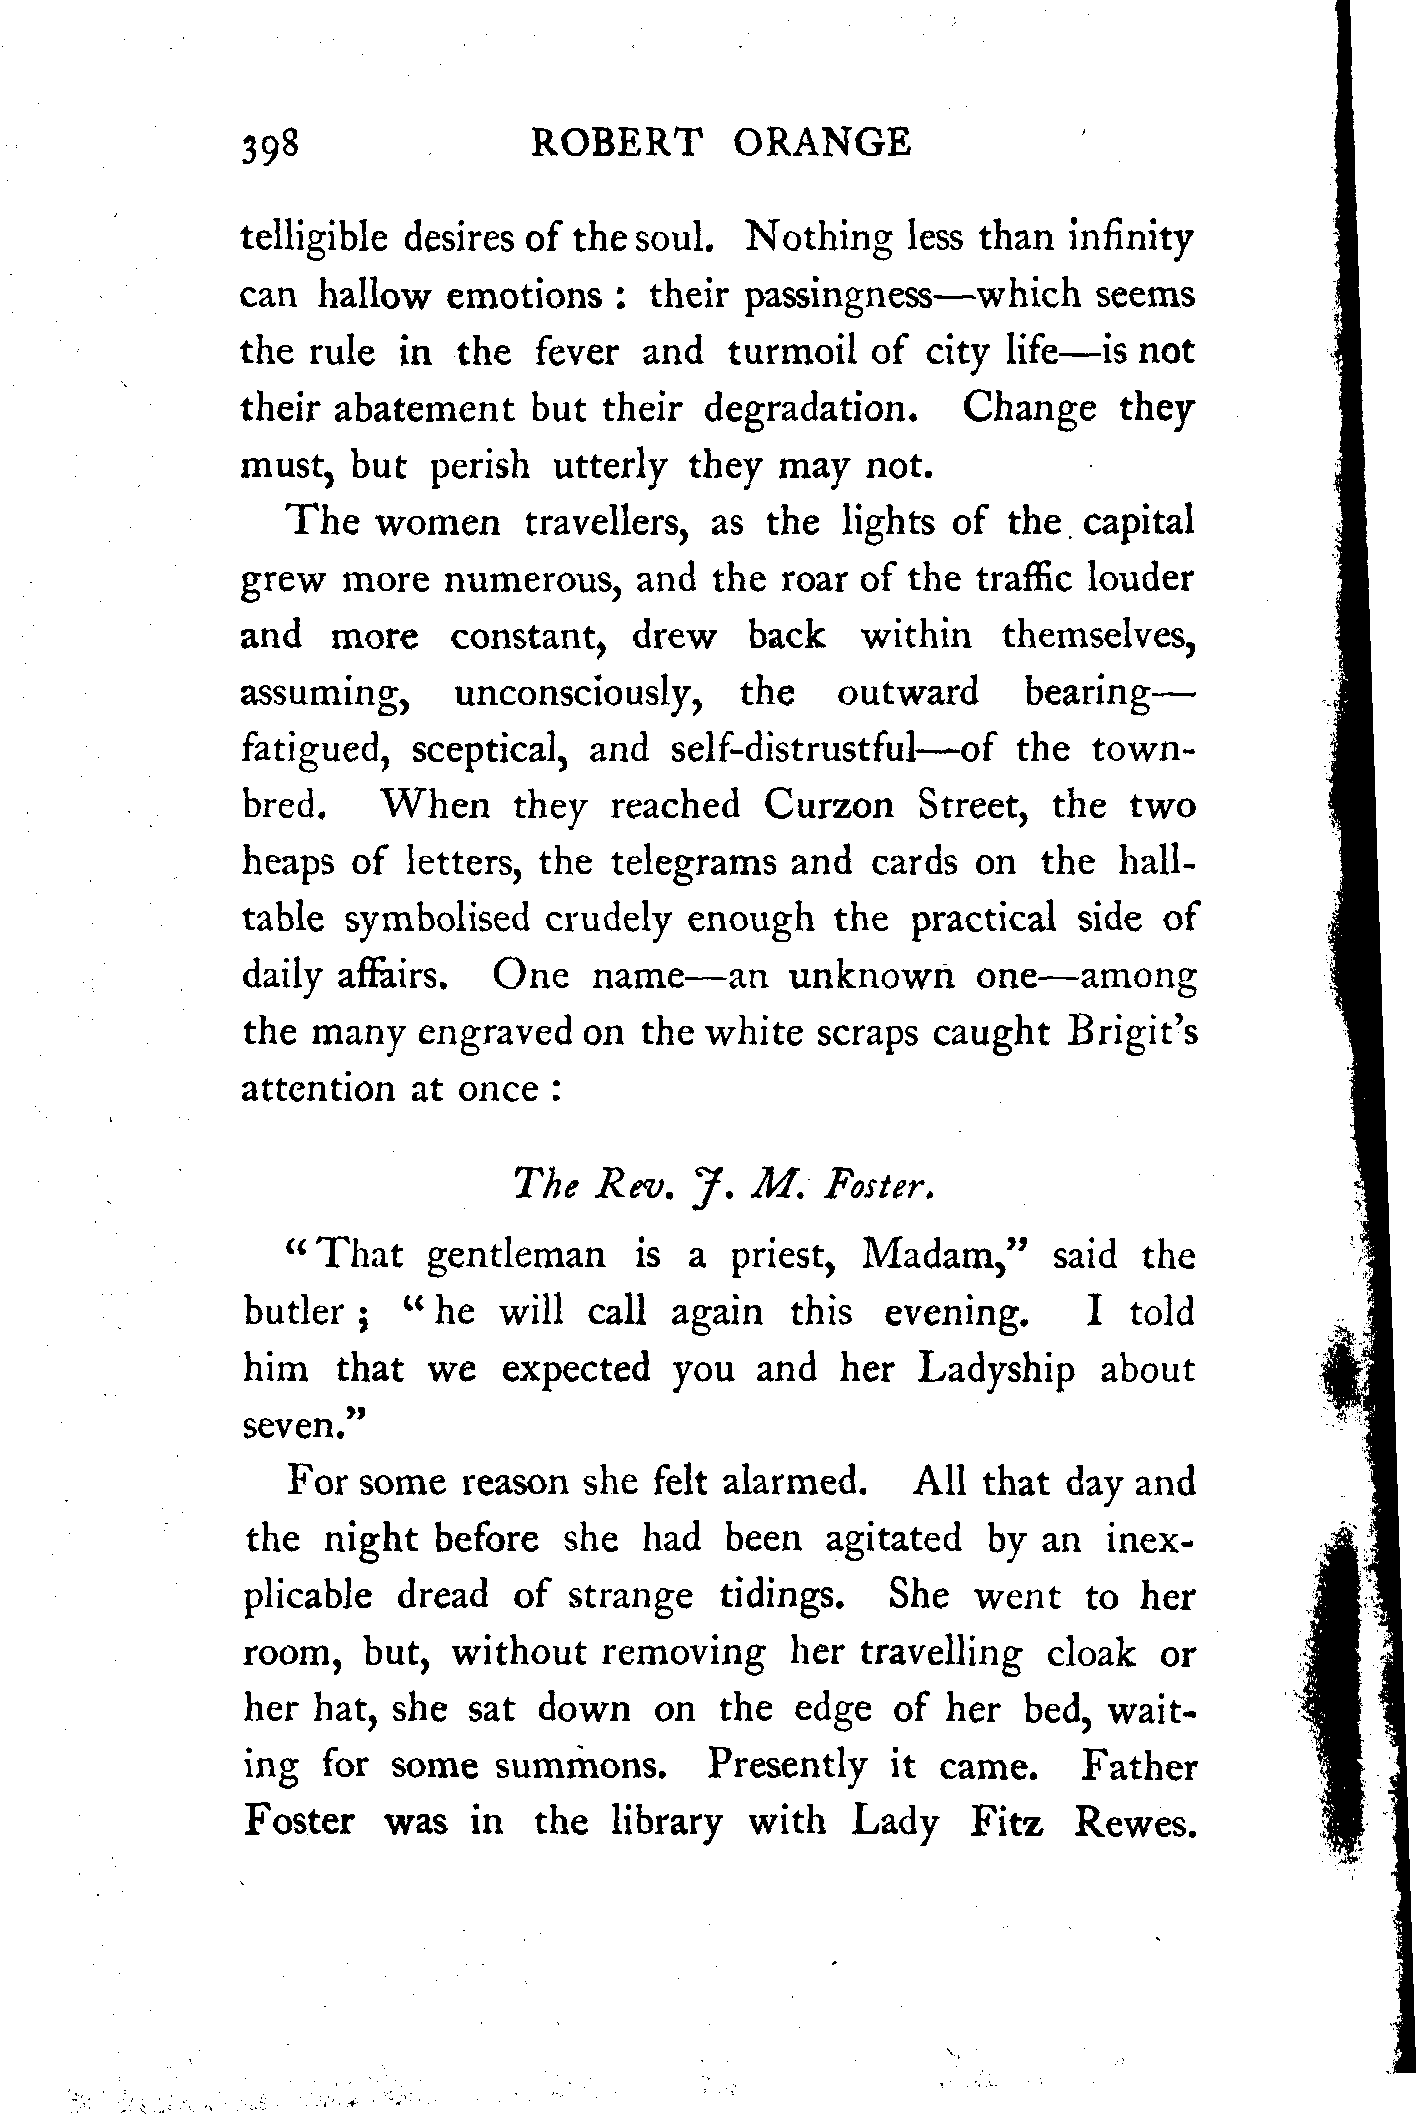 398 ROBERT ORANGE
telligible desires of the soul. Nothing less than infinity
can hallow emotions : their passingness—which seems
the rule in the fever and turmoil of city life—is not
their abatement but their degradation. Change they
must, but perish utterly they may not.
The women travellers, as the lights of the capital
grew more numerous, and the roar of the traffic louder
and more constant, drew back within themselves,
assuming, unconsciously, the outward bearing—
fatigued, sceptical, and self-distrustful—of the town-
bred. When they reached Curzon Street, the two
heaps of letters, the telegrams and cards on the hall-
table symbolised crudely enough the practical side of
daily affairs. One name—an unknown one—among
the many engraved on the white scraps caught Brigit's
attention at once :
The Rev. J. M. Foster.
“That gentleman is a priest, Madam,” said the
butler ; “he will call again this evening. I told
him that we expected you and her Ladyship about
seven.”
For some reason she felt alarmed. All that day and
the night before she had been agitated by an inex-
plicable dread of strange tidings. She went to her
room, but, without removing her travelling cloak or
her hat, she sat down on the edge of her bed, wait-
ing for some summons. Presently it came. Father
Foster was in the library with Lady Fitz Rewes.